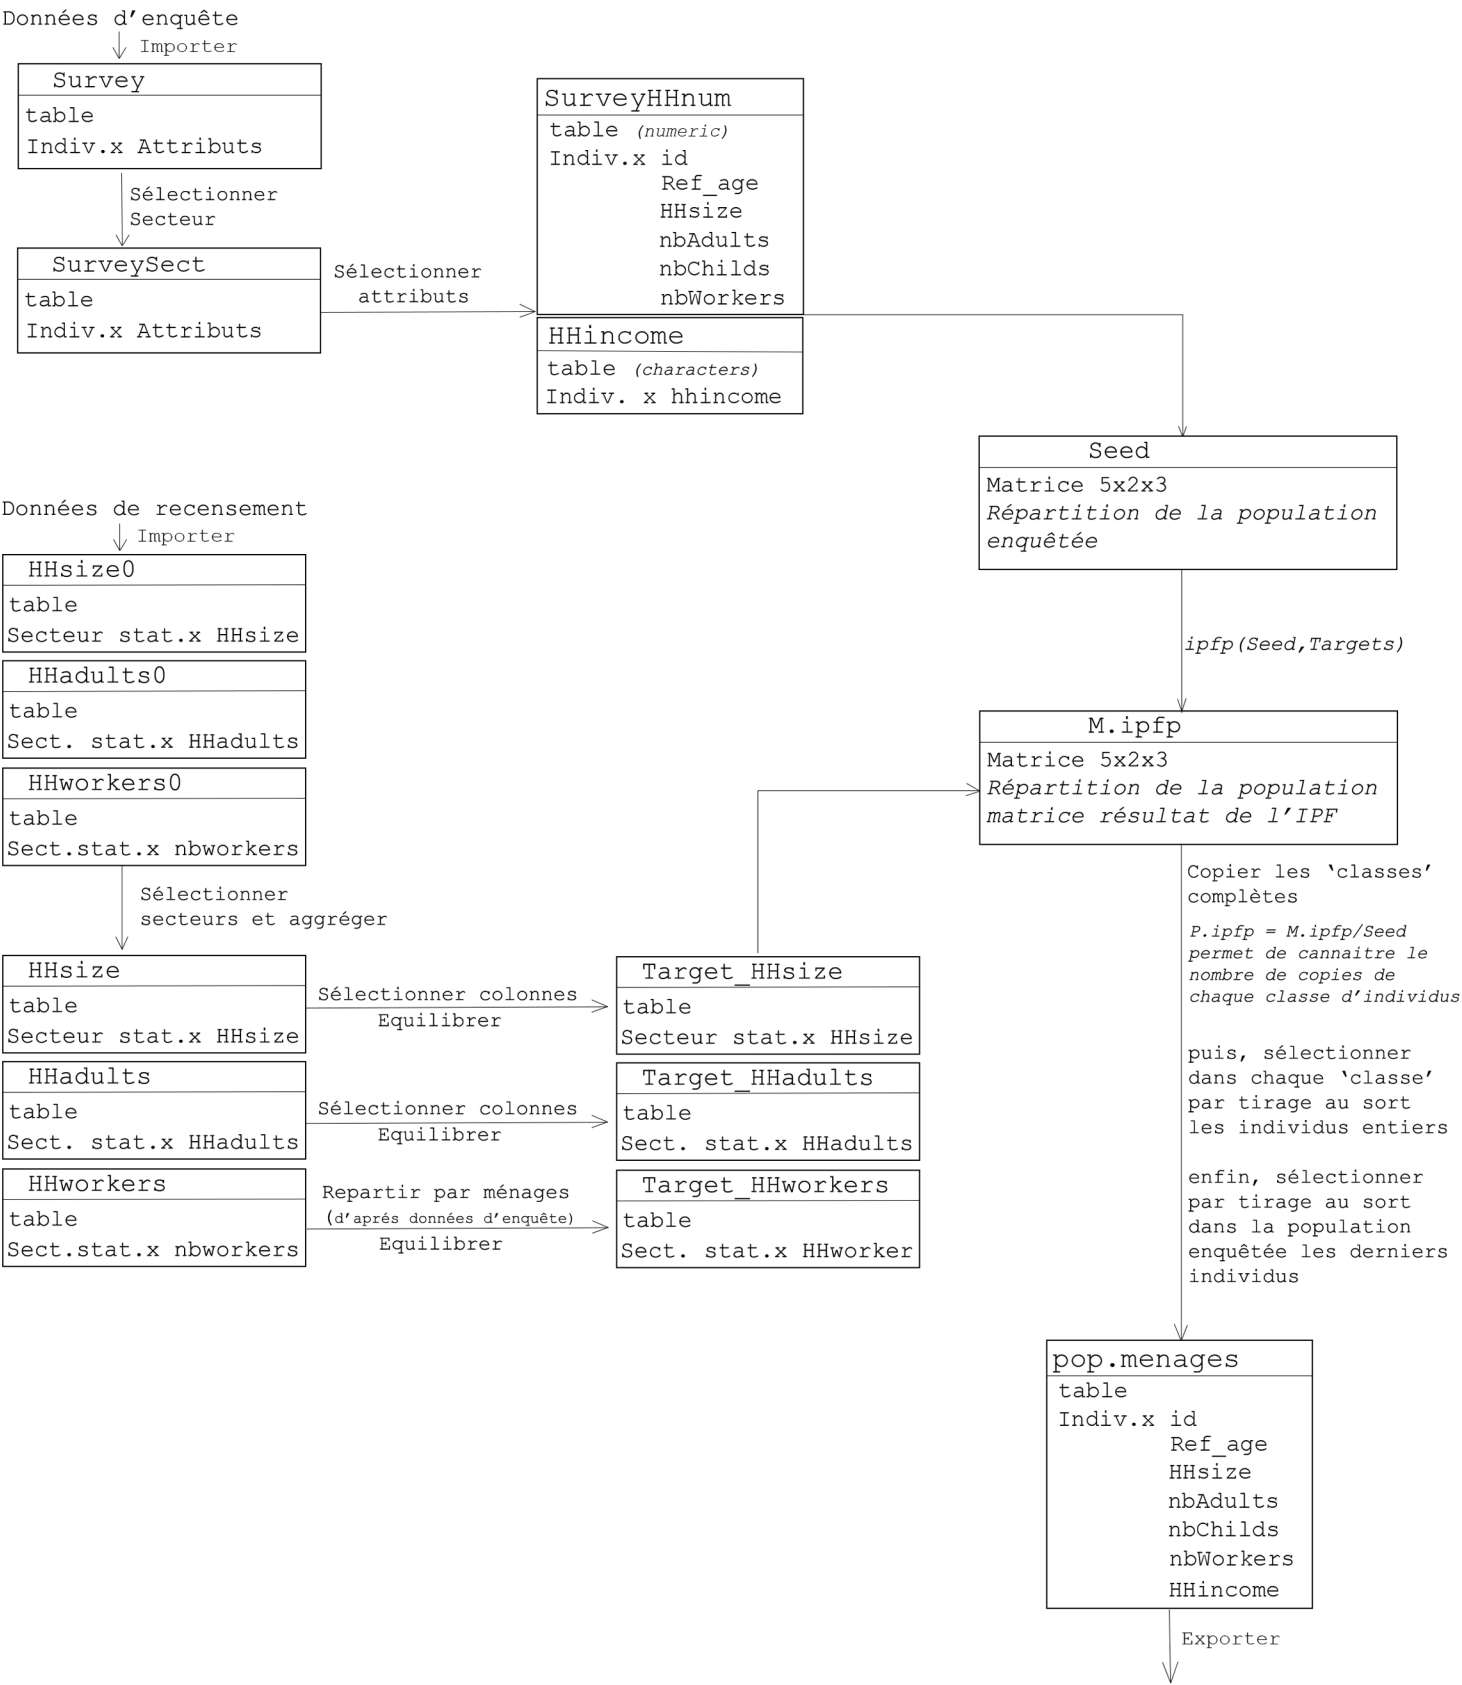 Données d'enquête
Importer
Survey
table
Indiv.x Attributs
Sélectionner
Secteur
SurveySect
table
Indiv.x Attributs
Sélectionner
attributs
SurveyHHnum
table (numeric)
Indiv.x id
Ref_age
HHsize
nbAdults
nbChilds
nbWorkers
HHincome
table (characters)
Indiv. x hhincome
Seed
Matrice 5x2x3
Répartition de la population
enquêtée
ipfp(Seed,Targets)
Données de recensement
Importer
HHsize0
table
Secteur stat.x HHsize
HHadults0
table
Sect. stat.x HHadults
HHworkers0
table
Sect.stat.x nbworkers
Sélectionner
secteurs et aggréger
HHsize
table
Secteur stat.x HHsize
HHadults
table
Sect. stat.x HHadults
HHworkers
table
Sect.stat.x nbworkers
Sélectionner colonnes
Equilibrer
Sélectionner colonnes
Equilibrer
Repartir par ménages
(d'aprés données d'enquête)
Equilibrer
Target_HHsize
table
Secteur stat.x HHsize
Target_HHadults
table
Sect. stat.x HHadults
Target_HHworkers
table
Sect. stat.x HHworker
M.ipfp
Matrice 5x2x3
Répartition de la population
matrice résultat de l'IPF
Copier les ‘classes’
complètes
P.ipfp = M.ipfp/Seed
permet de cannaitre le
nombre de copies de
chaque classe d'individus
puis, sélectionner
dans chaque ‘classe’
par tirage au sort
les individus entiers
enfin, sélectionner
par tirage au sort
dans la population
enquêtée les derniers
individus
pop.menages
table
Indiv.x id
Ref_age
HHsize
nbAdults
nbChilds
nbWorkers
HHincome
Exporter